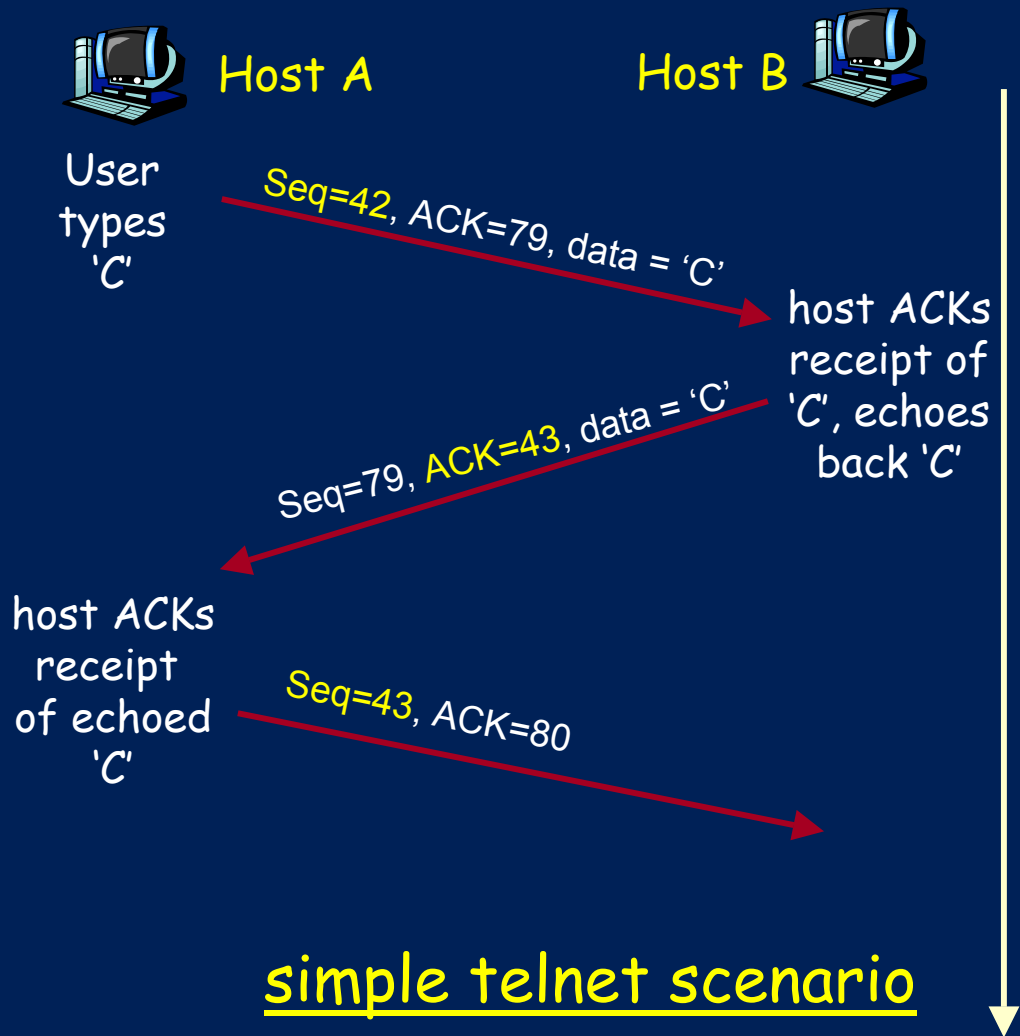 Host A
Host B
User
types
‘C’
Seq=42, ACK=79, data = ‘C’
host ACKs
receipt of
‘C’, echoes
back ‘C’
Seq=79, ACK=43, data = ‘C’
host ACKs
receipt
of echoed
‘C’
Seq=43, ACK=80
simple telnet scenario